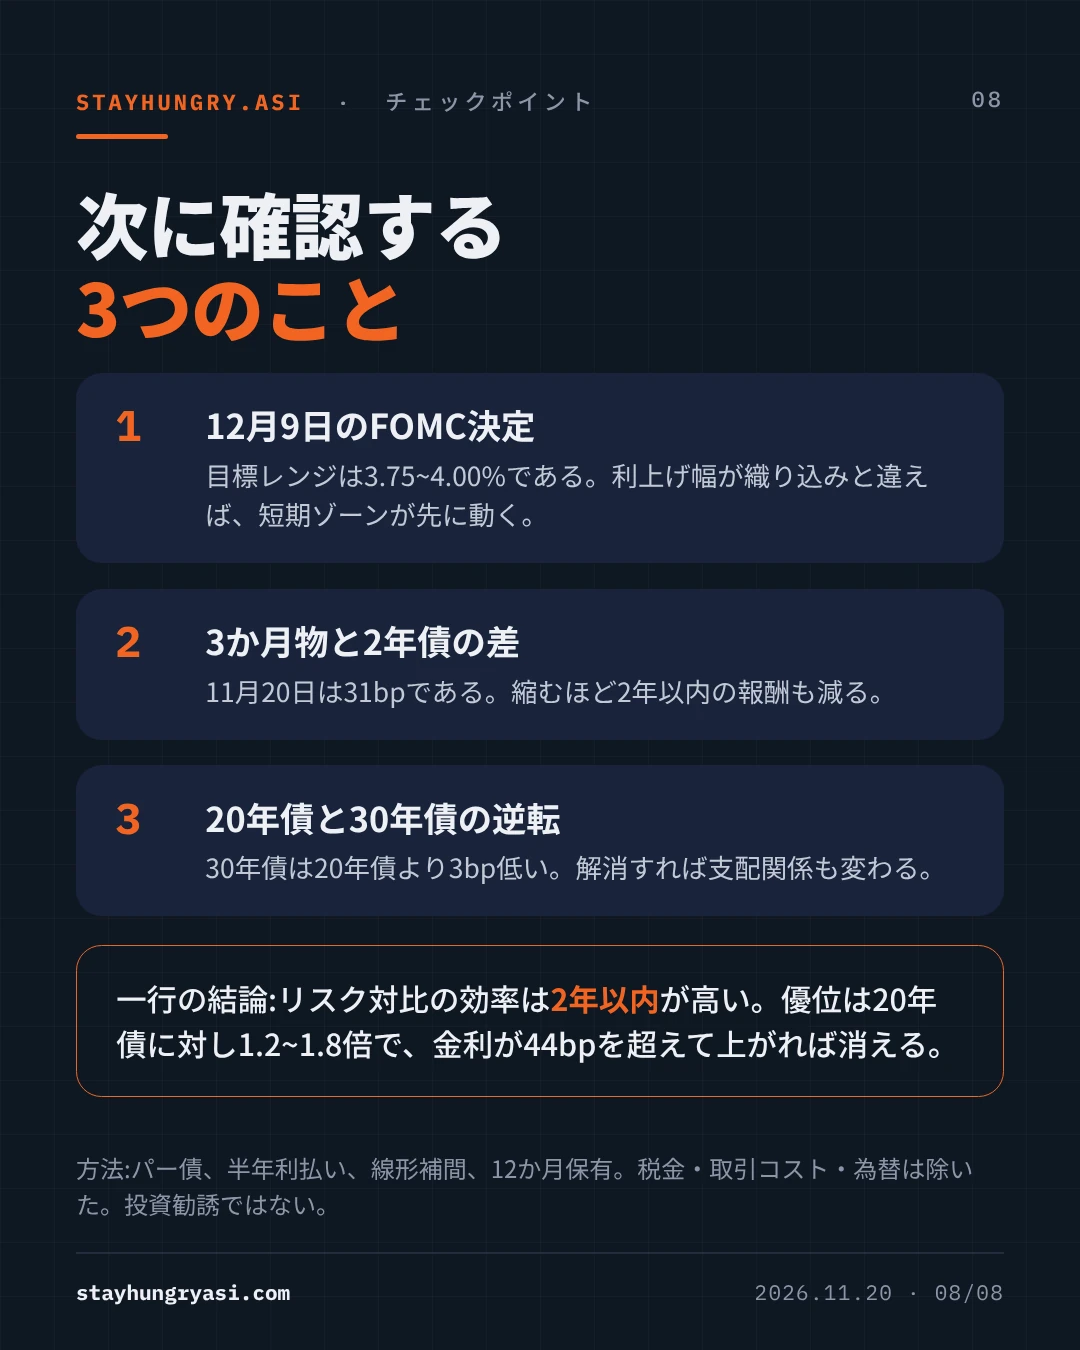 STAYHUNGRY.ASI · チェックポイント 08
次に確認する
3つのこと
1 12月9日のFOMC決定
目標レンジは3.75~4.00%である。利上げ幅が織り込みと違え
ば、短期ゾーンが先に動く。
2 3か月物と2年債の差
11月20日は31bpである。縮むほど2年以内の報酬も減る。
3 20年債と30年債の逆転
30年債は20年債より3bp低い。解消すれば支配関係も変わる。
一行の結論:リスク対比の効率は2年以内が高い。優位は20年
債に対し1.2~1.8倍で、金利が44bpを超えて上がれば消える。
方法:パー債、半年利払い、線形補間、12か月保有。税金・取引コスト・為替は除い
た。投資勧誘ではない。
stayhungryasi.com 2026.11.20 · 08/08